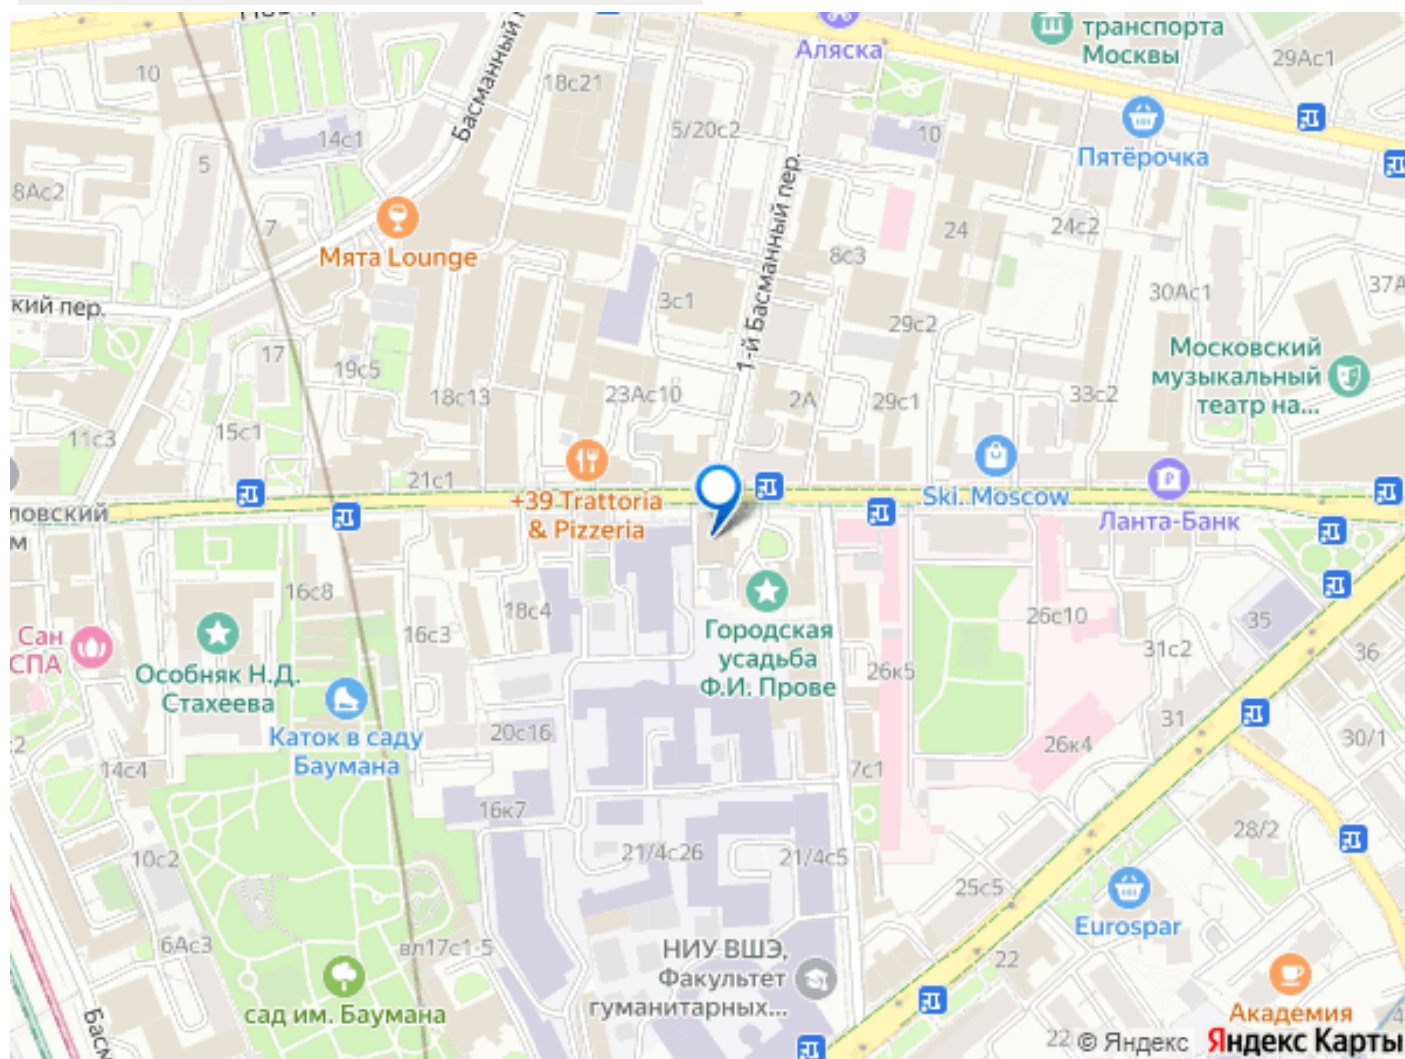 Аляска
транспорта
Москвы
29Ас1
10
18с21
Басманный
14с1
5/20с2
10
Пятёрочка
5
8Ас2
1-й Басманный пер.
7
24
24с2
Мята Lounge
8с3
кий пер.
3с1
30Ас1
37А
29с2
17
19с5
Московский
музыкальный
театр на...
18с13
23Ас10
2А
29с1
33с2
15с1
11с3
21с1
+39 Trattoria
& Pizzeria
Ski. Moscow
Ланта-Банк
ловский
м
16с8
18с4
26с10
35
Сан
СПА
16с3
Городская
усадьба
Ф.И. Прове
31с2
36
Особняк Н.Д.
Стахеева
26к5
31
Каток в саду
Баумана
20с16
26к4
30/1
2
14с4
7с1
16к7
28/2
10с2
21/4с26
21/4с5
25с5
Eurospar
6Ас3
вл17с1-5
НИУ ВШЭ,
Факультет
гуманитарных...
22
сад им. Баумана
Академия
Басм
22
© Яндекс
Яндекс Карты